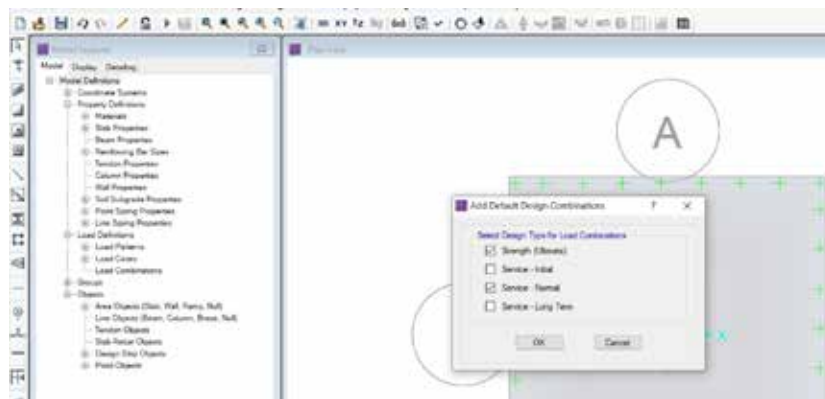 Model Display Detailing
Model Definitions
Coordinate Systems
Property Definitions
Materials
Slab Properties
Beam Properties
Reinforcing Bar Sizes
Tendon Properties
Column Properties
Wall Properties
Soil Subgrade Properties
Point Spring Properties
Line Spring Properties
Load Definitions
Load Patterns
Load Cases
Load Combinations
Groups
Objects
Area Objects (Slab, Wall, Ramp, Null)
Line Objects (Beam, Column, Brace, Null)
Tendon Objects
Slab Rebar Objects
Design Strip Objects
Point Objects
Plan View
A
Add Default Design Combinations ? ×
Select Design Type for Load Combinations
Strength (Ultimate)
Service - Initial
Service - Normal
Service - Long Term
OK Cancel
X